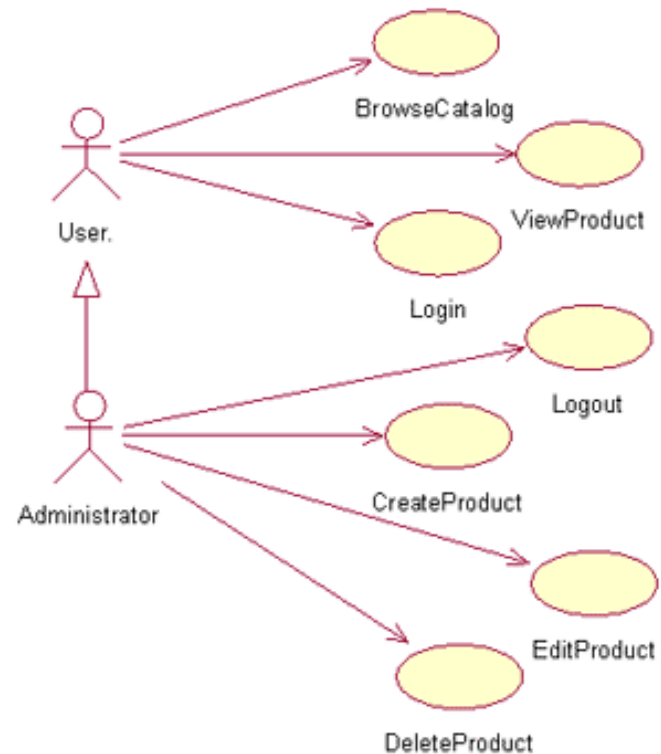 BrowseCatalog
ViewProduct
User.
Login
Logout
CreateProduct
Administrator
EditProduct
DeleteProduct